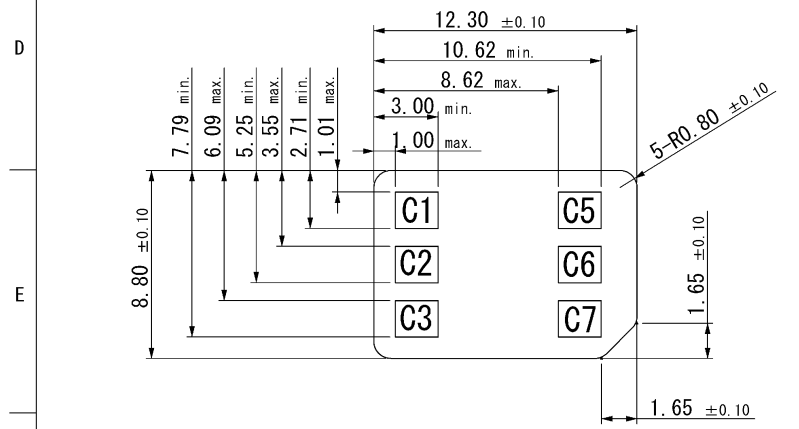 D
12.30 ±0.10
10.62 min.
8.62 max.
3.00 min.
1.00 max.
7.79 min.
6.09 max.
5.25 min.
3.55 max.
2.71 min.
1.01 max.
5-R0.80 ±0.10
C1 C5
C2 C6
C3 C7
8.80 ±0.10
1.65 ±0.10
E
1.65 ±0.10